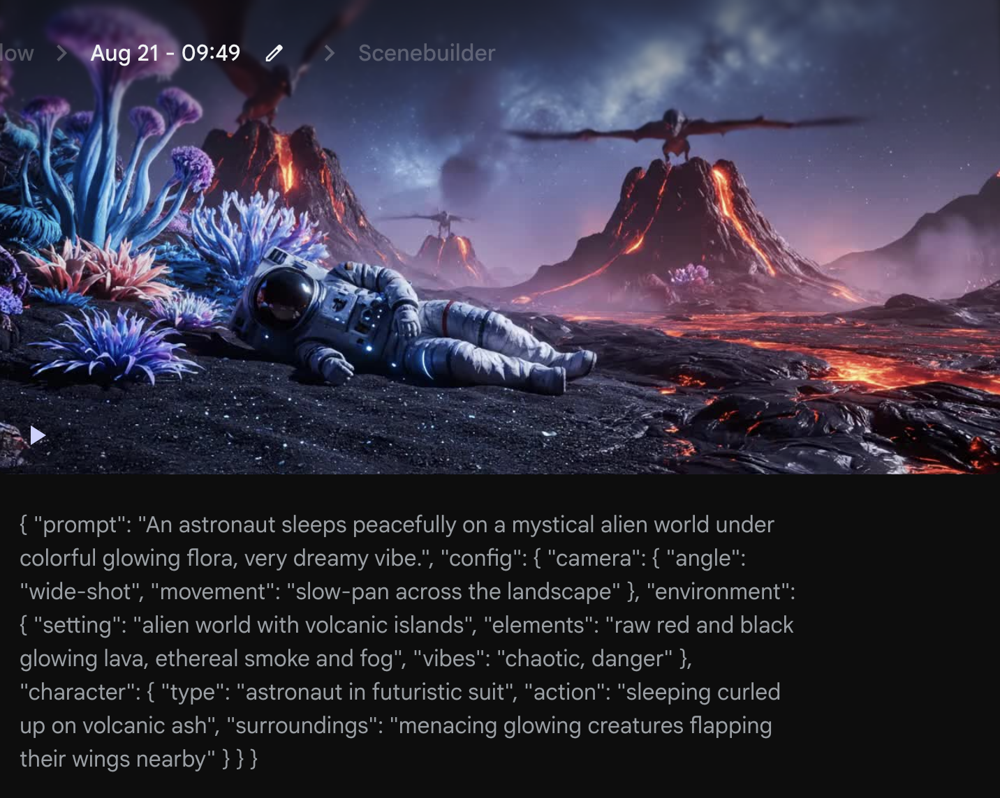 low > Aug 21 - 09:49 > Scenebuilder
{ "prompt": "An astronaut sleeps peacefully on a mystical alien world under
colorful glowing flora, very dreamy vibe.", "config": { "camera": { "angle":
"wide-shot", "movement": "slow-pan across the landscape" }, "environment":
{ "setting": "alien world with volcanic islands", "elements": "raw red and black
glowing lava, ethereal smoke and fog", "vibes": "chaotic, danger" },
"character": { "type": "astronaut in futuristic suit", "action": "sleeping curled
up on volcanic ash", "surroundings": "menacing glowing creatures flapping
their wings nearby" } } }